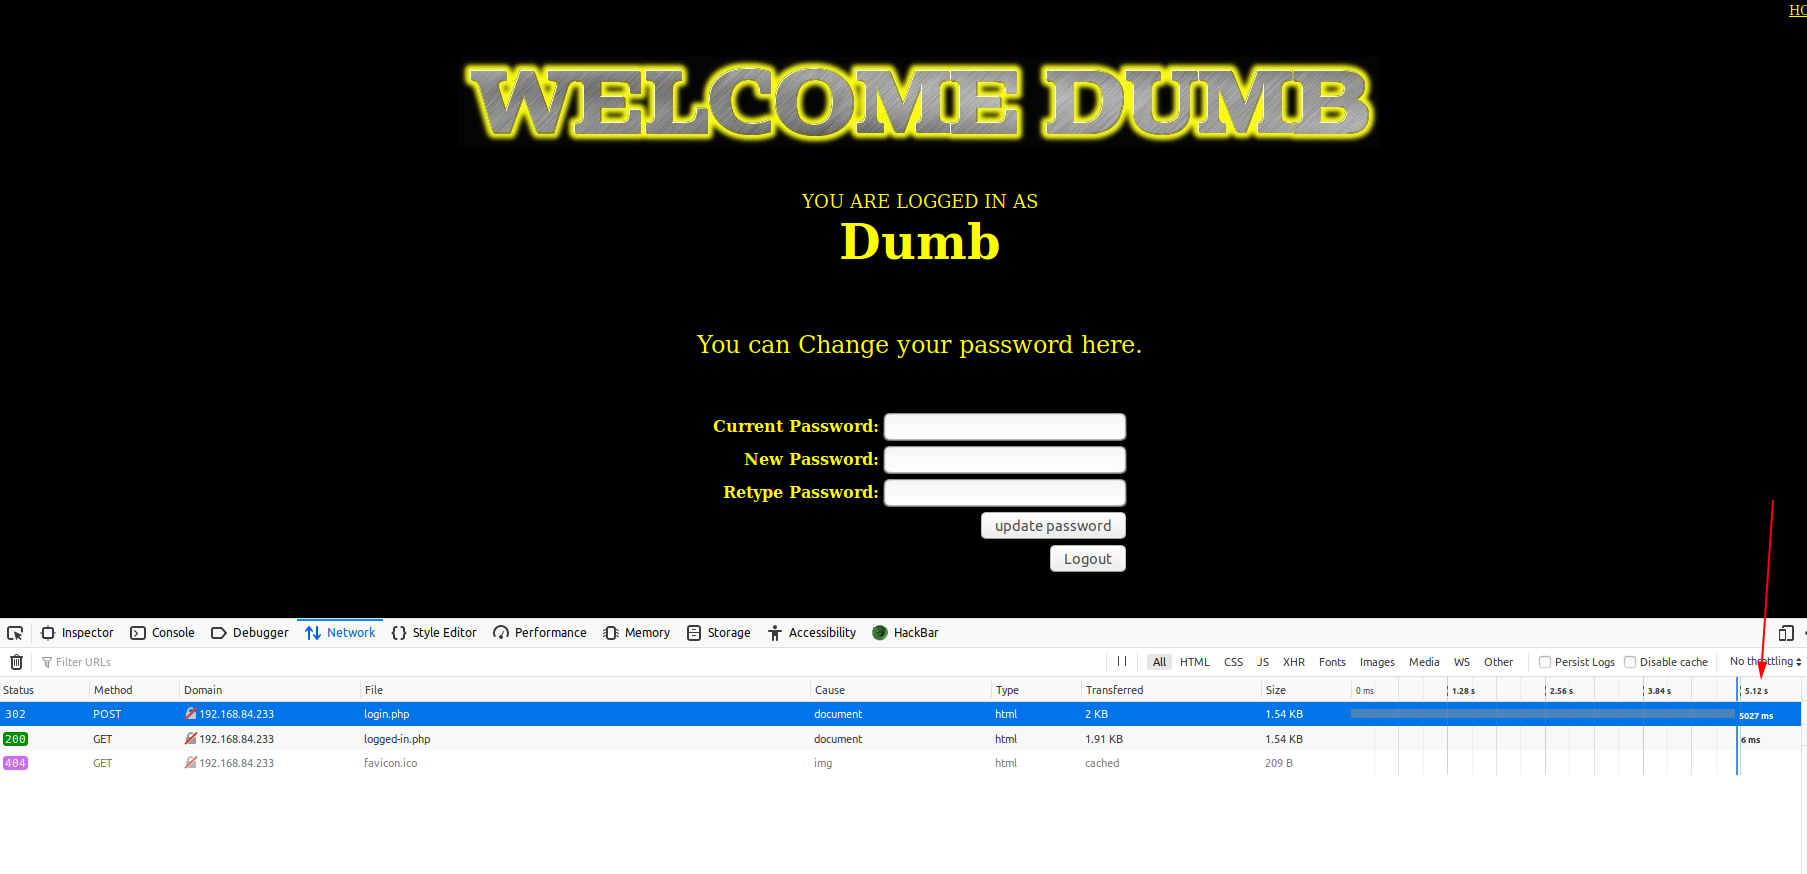 HO
WELCOME DUMB
YOU ARE LOGGED IN AS
Dumb
You can Change your password here.
Current Password:
New Password:
Retype Password:
update password
Logout
Inspector Console Debugger Network Style Editor Performance Memory Storage Accessibility HackBar
Filter URLs All HTML CSS JS XHR Fonts Images Media WS Other Persist Logs Disable cache No throttling
Status Method Domain File Cause Type Transferred Size 0 ms 1.28 s 2.56 s 3.84 s 5.12 s
302 POST 192.168.84.233 login.php document html 2 KB 1.54 KB 5027 ms
200 GET 192.168.84.233 logged-in.php document html 1.91 KB 1.54 KB 6 ms
404 GET 192.168.84.233 favicon.ico img html cached 209 B